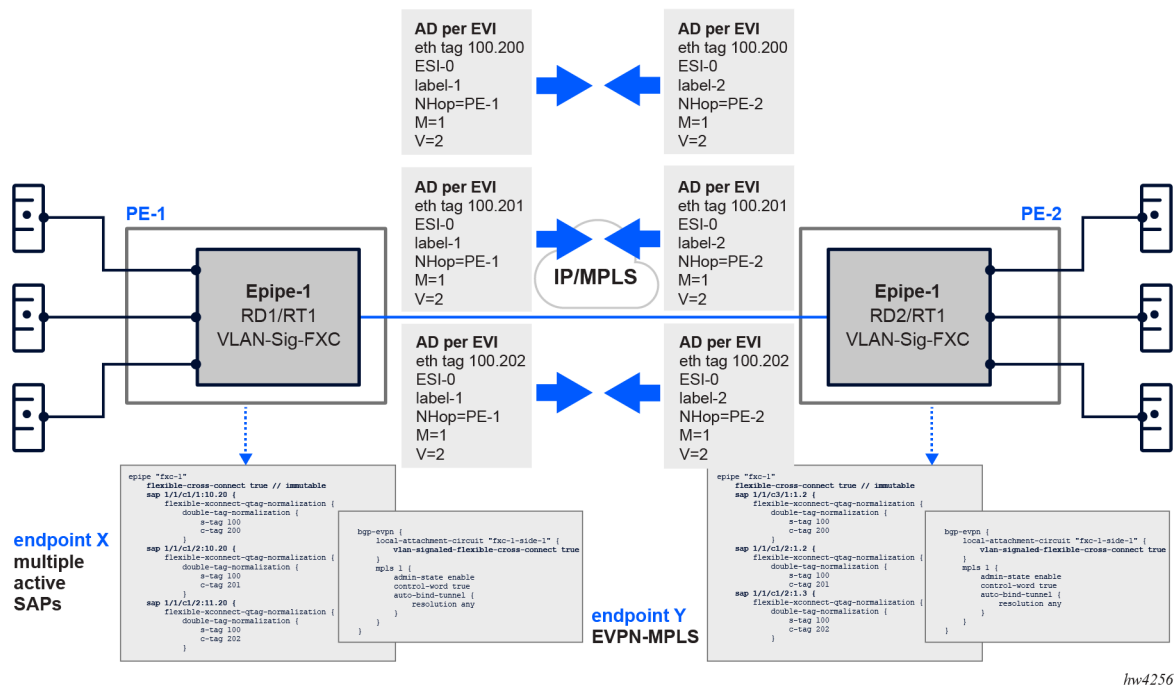 AD per EVI
eth tag 100.200
ESI-0
label-1
NHop=PE-1
M=1
V=2
AD per EVI
eth tag 100.200
ESI-0
label-2
NHop=PE-2
M=1
V=2
AD per EVI
eth tag 100.201
ESI-0
label-1
NHop=PE-1
M=1
V=2
AD per EVI
eth tag 100.201
ESI-0
label-2
NHop=PE-2
M=1
V=2
PE-1
PE-2
IP/MPLS
Epipe-1
RD1/RT1
VLAN-Sig-FXC
Epipe-1
RD2/RT1
VLAN-Sig-FXC
AD per EVI
eth tag 100.202
ESI-0
label-1
NHop=PE-1
M=1
V=2
AD per EVI
eth tag 100.202
ESI-0
label-2
NHop=PE-2
M=1
V=2
endpoint X
multiple
active
SAPs
epipe "fxc-1"
flexible-cross-connect true // immutable
sap 1/1/c1/1:10.20 {
flexible-xconnect-qtag-normalization {
double-tag-normalization {
s-tag 100
c-tag 200
}
sap 1/1/c1/2:10.20 {
flexible-xconnect-qtag-normalization {
double-tag-normalization {
s-tag 100
c-tag 201
}
sap 1/1/c1/2:11.20 {
flexible-xconnect-qtag-normalization {
double-tag-normalization {
s-tag 100
c-tag 202
}
bgp-evpn {
local-attachment-circuit "fxc-1-side-1" {
vlan-signaled-flexible-cross-connect true
}
mpls 1 {
admin-state enable
control-word true
auto-bind-tunnel {
resolution any
}
}
}
endpoint Y
EVPN-MPLS
epipe "fxc-1"
flexible-cross-connect true // immutable
sap 1/1/c3/1:1.2 {
flexible-xconnect-qtag-normalization {
double-tag-normalization {
s-tag 100
c-tag 200
}
sap 1/1/c1/2:1.2 {
flexible-xconnect-qtag-normalization {
double-tag-normalization {
s-tag 100
c-tag 201
}
sap 1/1/c1/2:1.3 {
flexible-xconnect-qtag-normalization {
double-tag-normalization {
s-tag 100
c-tag 202
}
bgp-evpn {
local-attachment-circuit "fxc-1-side-1" {
vlan-signaled-flexible-cross-connect true
}
mpls 1 {
admin-state enable
control-word true
auto-bind-tunnel {
resolution any
}
}
}
hw4256